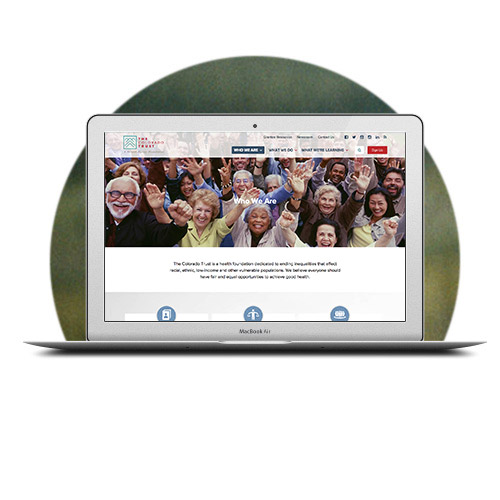 Grantee Resources Newsroom Contact Us
THE
COLORADO
TRUST
WHO WE ARE WHAT WE DO WHAT WE'RE LEARNING Sign Up
Who We Are
The Colorado Trust is a health foundation dedicated to ending inequalities that affect
racial, ethnic, low-income and other vulnerable populations. We believe everyone should
have fair and equal opportunities to achieve good health.
MacBook Air